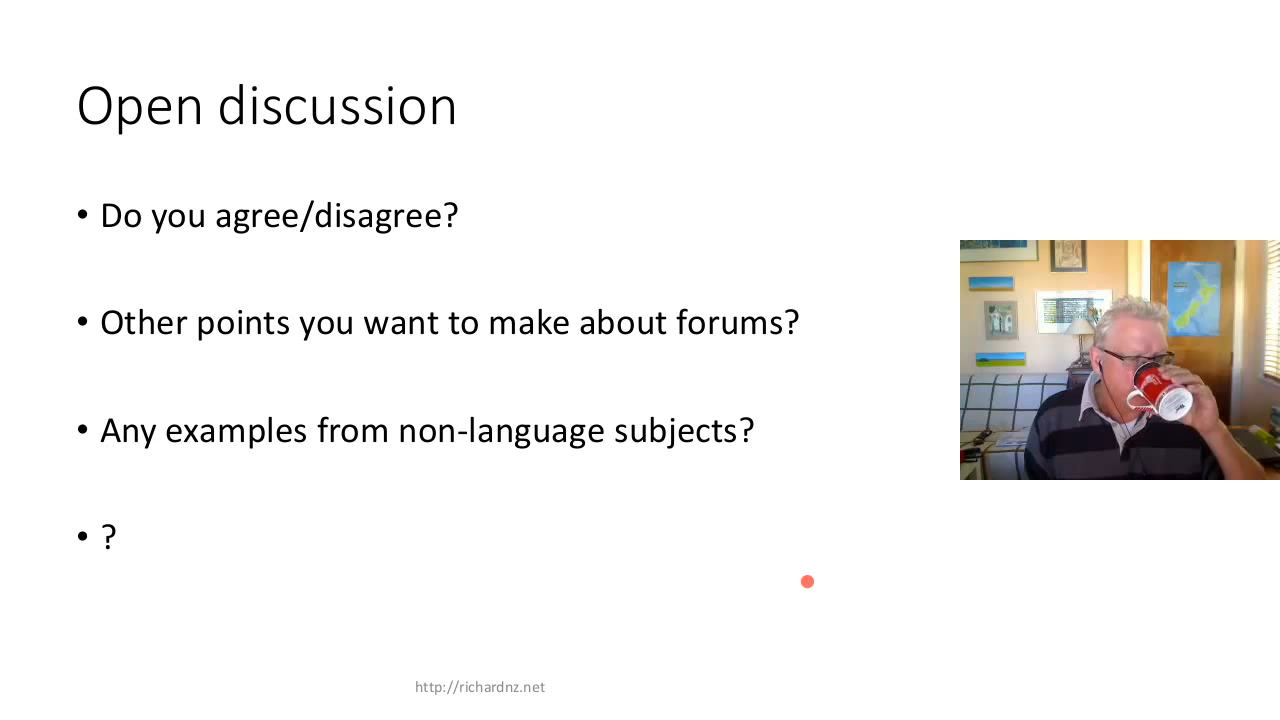 Open discussion
• Do you agree/disagree?
• Other points you want to make about forums?
• Any examples from non-language subjects?
• ?
http://richardnz.net